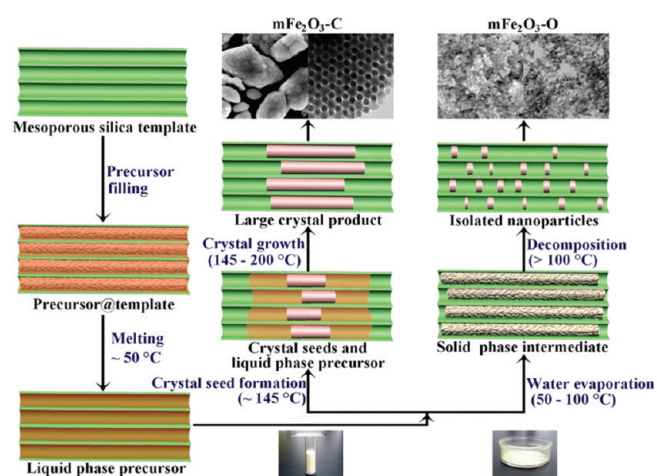 mFe₂O₃-C
mFe₂O₃-O
Mesoporous silica template
Precursor
filling
Precursor@template
Melting
~ 50 °C
Liquid phase precursor
Large crystal product
Crystal growth
(145 - 200 °C)
Crystal seeds and
liquid phase precursor
Crystal seed formation
(~ 145 °C)
Isolated nanoparticles
Decomposition
(> 100 °C)
Solid phase intermediate
Water evaporation
(50 - 100 °C)